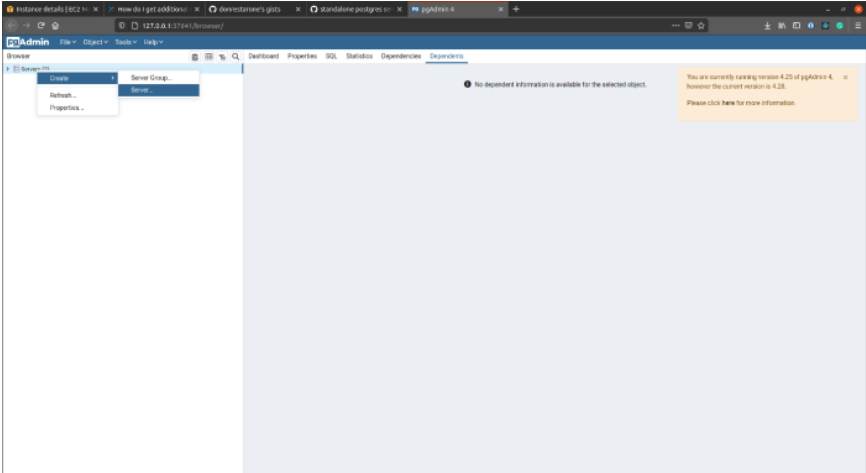 Instance details | EC2 M
How do I get additional
donrestarone's gists
standalone postgres se
pgAdmin 4
127.0.0.1:37641/browser/
pgAdmin File Object Tools Help
Browser
Dashboard Properties SQL Statistics Dependencies Dependents
Servers
Create
Server Group...
Server...
Refresh...
Properties...
No dependent information is available for the selected object.
You are currently running version 4.25 of pgAdmin 4,
however the current version is 4.28.
Please click here for more information.